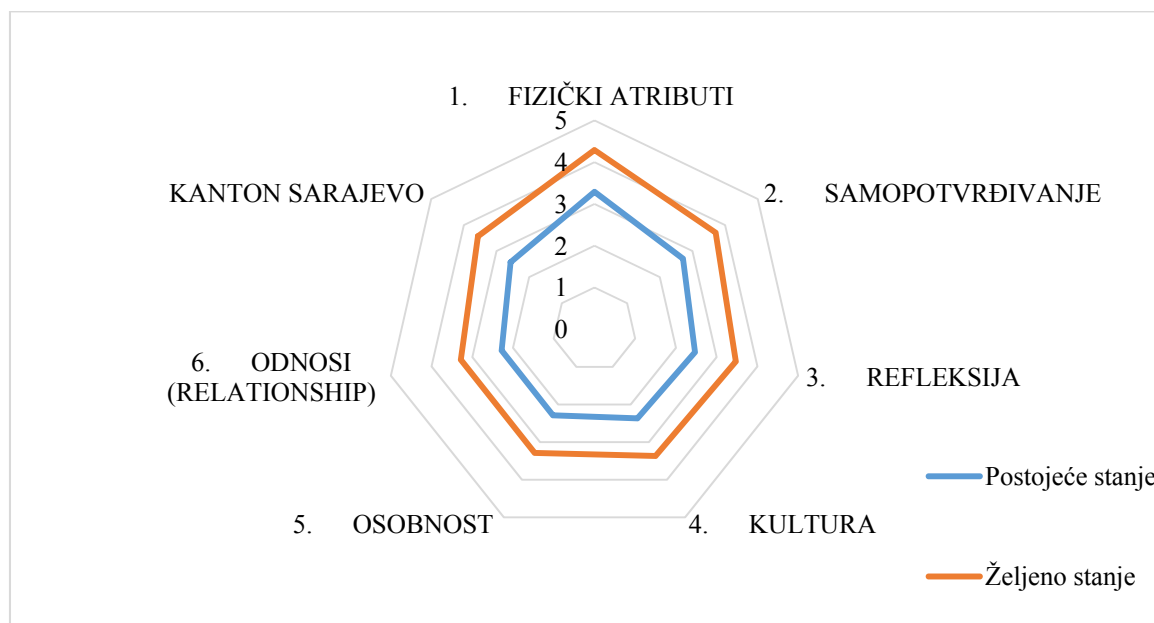 1. FIZIČKI ATRIBUTI
5
4
3
2
1
0
KANTON SARAJEVO
2. SAMOPOTVRĐIVANJE
6. ODNOSI
(RELATIONSHIP)
3. REFLEKSIJA
5. OSOBNOST
4. KULTURA
Postojeće stanje
Željeno stanje